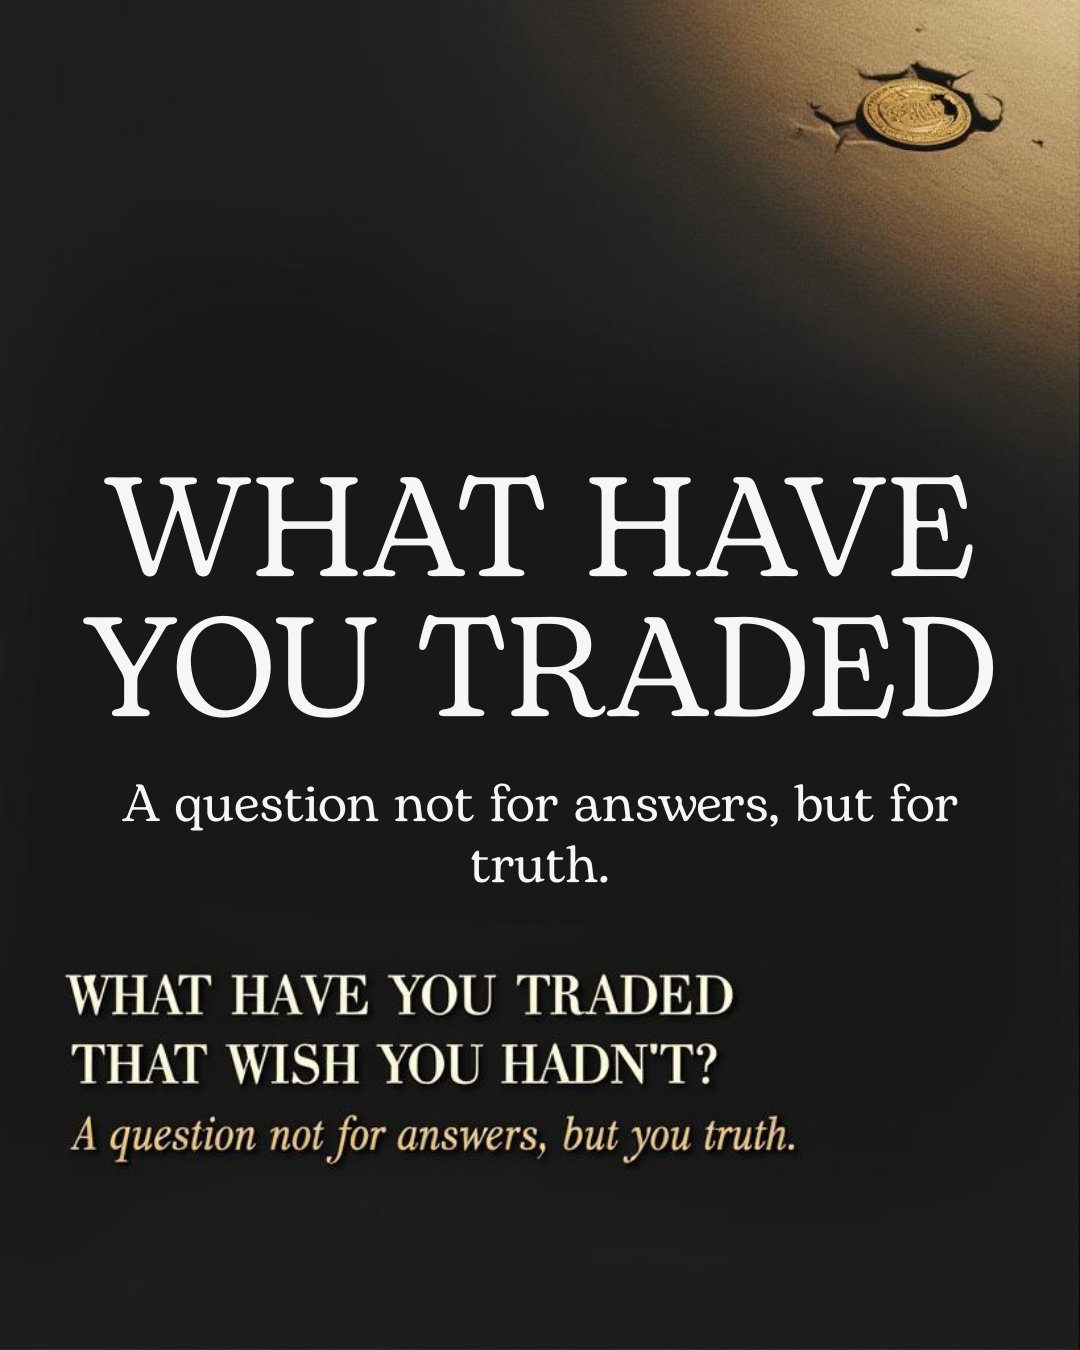 WHAT HAVE
YOU TRADED
A question not for answers, but for
truth.
WHAT HAVE YOU TRADED
THAT WISH YOU HADN'T?
A question not for answers, but you truth.